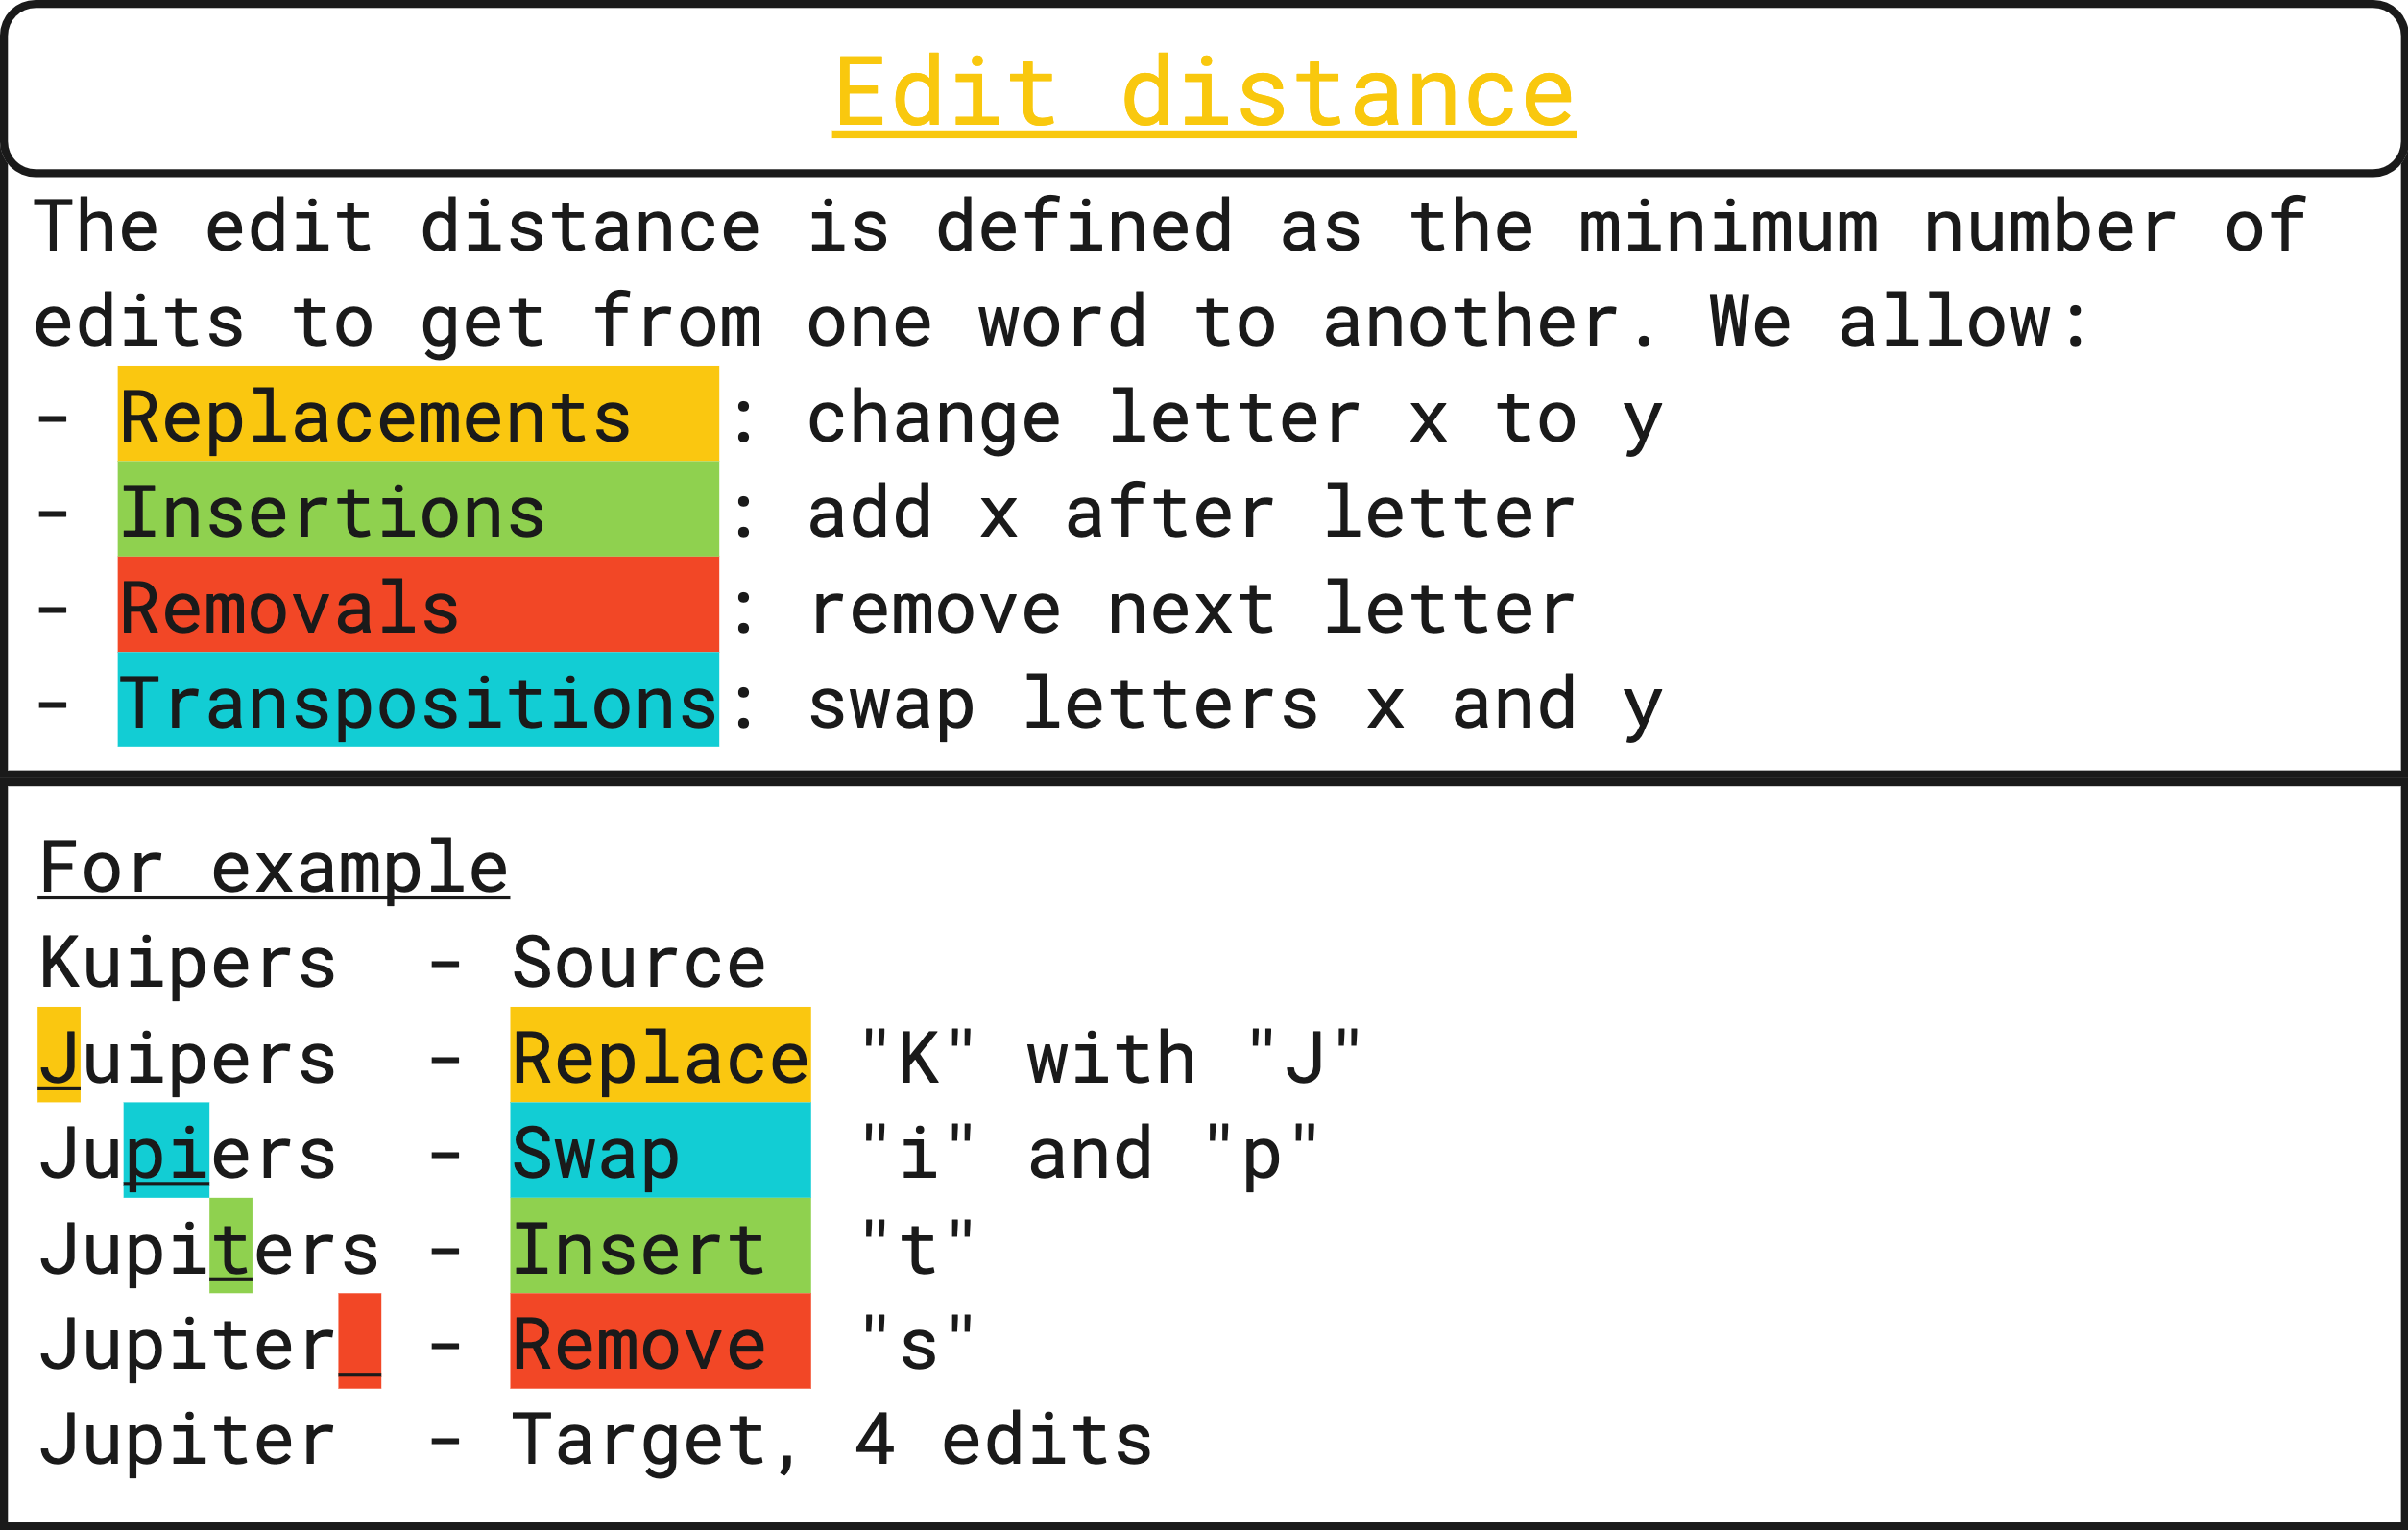 Edit distance
The edit distance is defined as the minimum number of
edits to get from one word to another. We allow:
- Replacements : change letter x to y
- Insertions : add x after letter
- Removals : remove next letter
- Transpositions: swap letters x and y
For example
Kuipers - Source
Juipers - Replace "K" with "J"
Jupiers - Swap "i" and "p"
Jupiters - Insert "t"
Jupiter_ - Remove "s"
Jupiter - Target, 4 edits